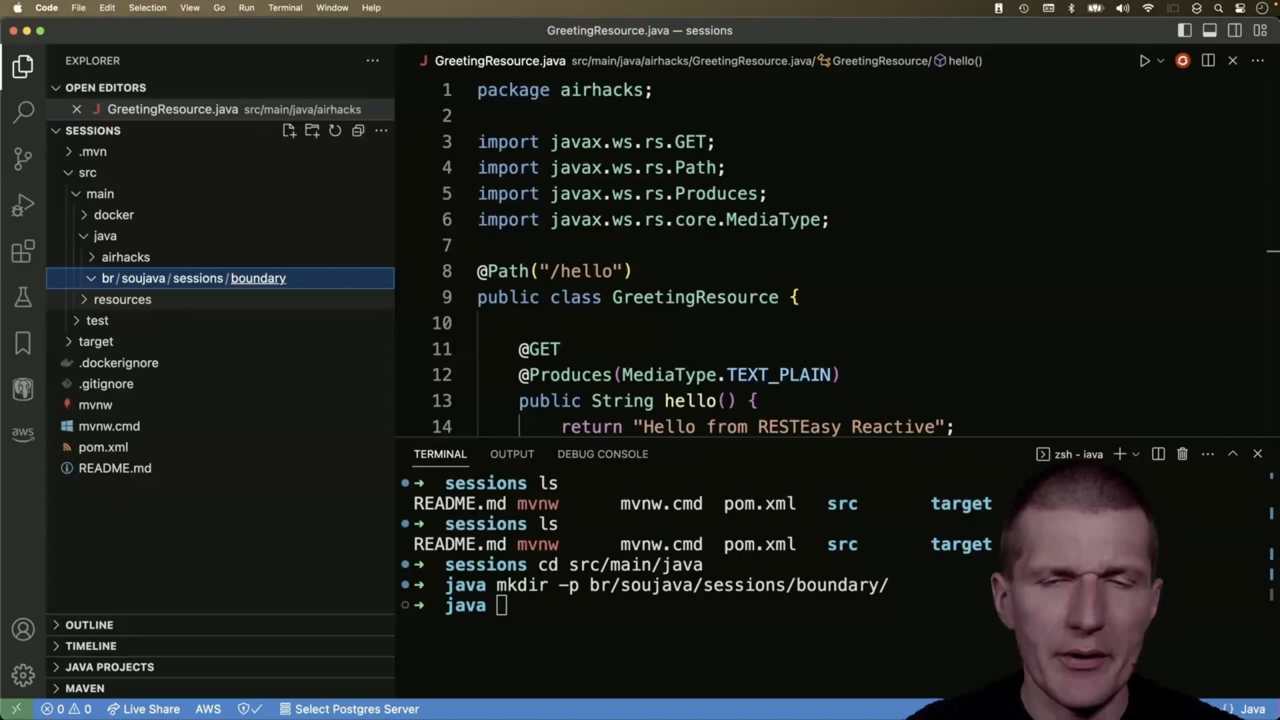 Code File Edit Selection View Go Run Terminal Window Help
GreetingResource.java — sessions
EXPLORER
OPEN EDITORS
GreetingResource.java src/main/java/airhacks
SESSIONS
.mvn
src
main
docker
java
airhacks
br/soujava/sessions/boundary
resources
test
target
.dockerignore
.gitignore
mvnw
mvnw.cmd
pom.xml
README.md
OUTLINE
TIMELINE
JAVA PROJECTS
MAVEN
aws
J GreetingResource.java src/main/java/airhacks/GreetingResource.java/ GreetingResource/ hello()
1 package airhacks;
2
3 import javax.ws.rs.GET;
4 import javax.ws.rs.Path;
5 import javax.ws.rs.Produces;
6 import javax.ws.rs.core.MediaType;
7
8 @Path("/hello")
9 public class GreetingResource {
10
11 @GET
12 @Produces(MediaType.TEXT_PLAIN)
13 public String hello() {
14 return "Hello from RESTEasy Reactive";
TERMINAL OUTPUT DEBUG CONSOLE zsh - java
➜ sessions ls
README.md mvnw mvnw.cmd pom.xml src target
➜ sessions ls
README.md mvnw mvnw.cmd pom.xml src target
➜ sessions cd src/main/java
➜ java mkdir -p br/soujava/sessions/boundary/
➜ java
0 0 Live Share AWS Select Postgres Server {} Java